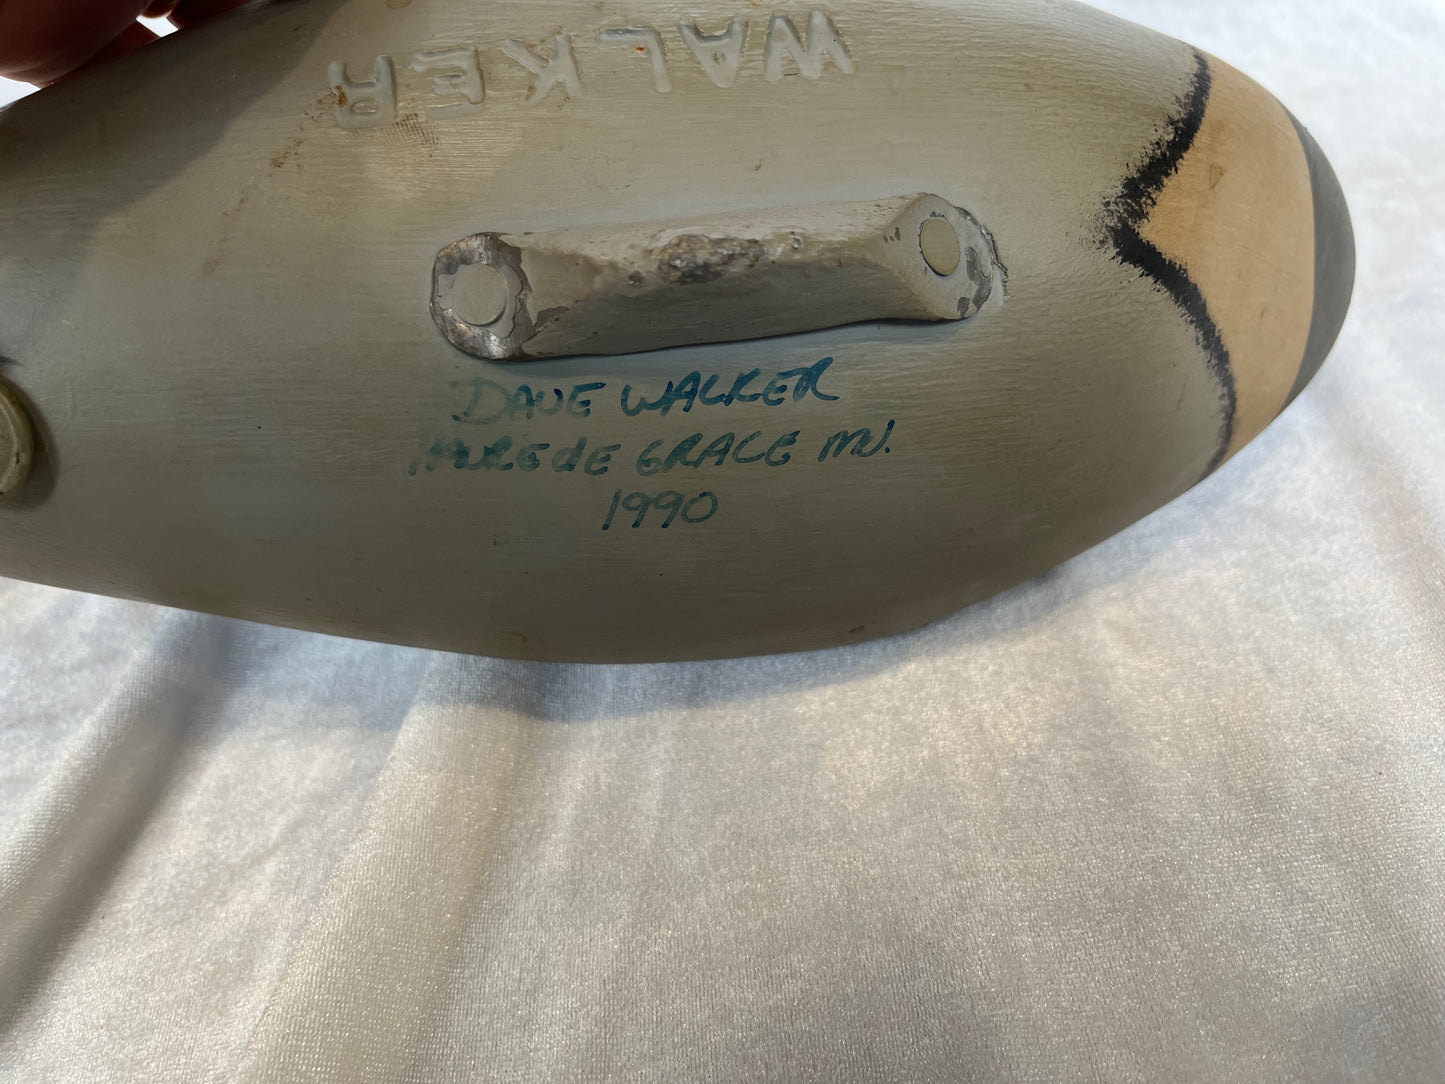 WALKER
DAVE WALKER
HAVRE de GRACE MD.
1990